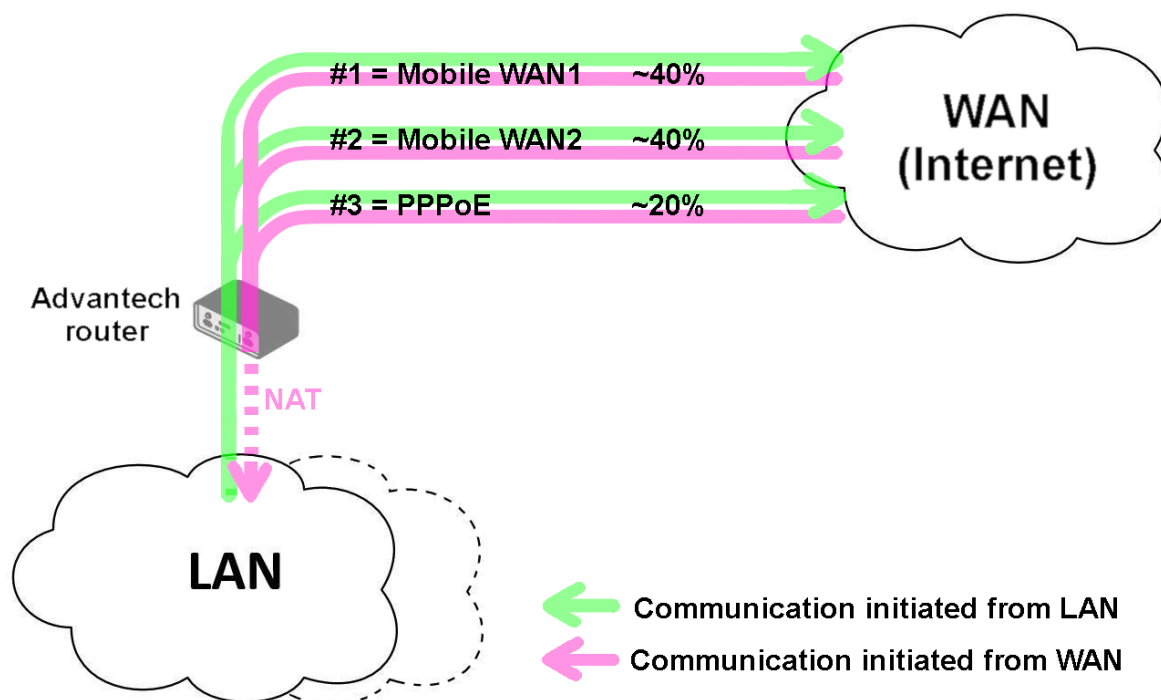 #1 = Mobile WAN1 ~40%
#2 = Mobile WAN2 ~40%
#3 = PPPoE ~20%
WAN
(Internet)
Advantech
router
NAT
LAN
Communication initiated from LAN
Communication initiated from WAN